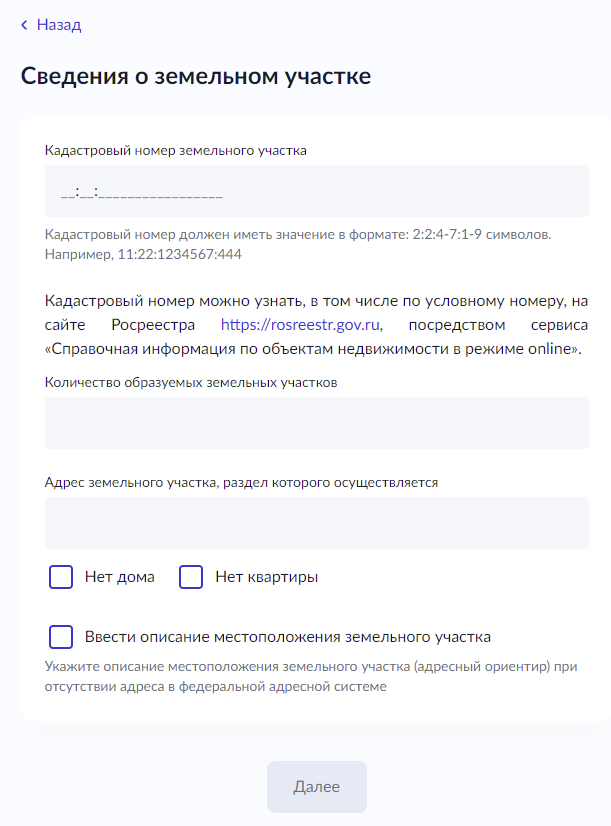 Назад
Сведения о земельном участке
Кадастровый номер земельного участка
__:__:_________________
Кадастровый номер должен иметь значение в формате: 2:2:4-7:1-9 символов.
Например, 11:22:1234567:444
Кадастровый номер можно узнать, в том числе по условному номеру, на
сайте Росреестра https://rosreestr.gov.ru, посредством сервиса
«Справочная информация по объектам недвижимости в режиме online».
Количество образуемых земельных участков
Адрес земельного участка, раздел которого осуществляется
Нет дома Нет квартиры
Ввести описание местоположения земельного участка
Укажите описание местоположения земельного участка (адресный ориентир) при
отсутствии адреса в федеральной адресной системе
Далее